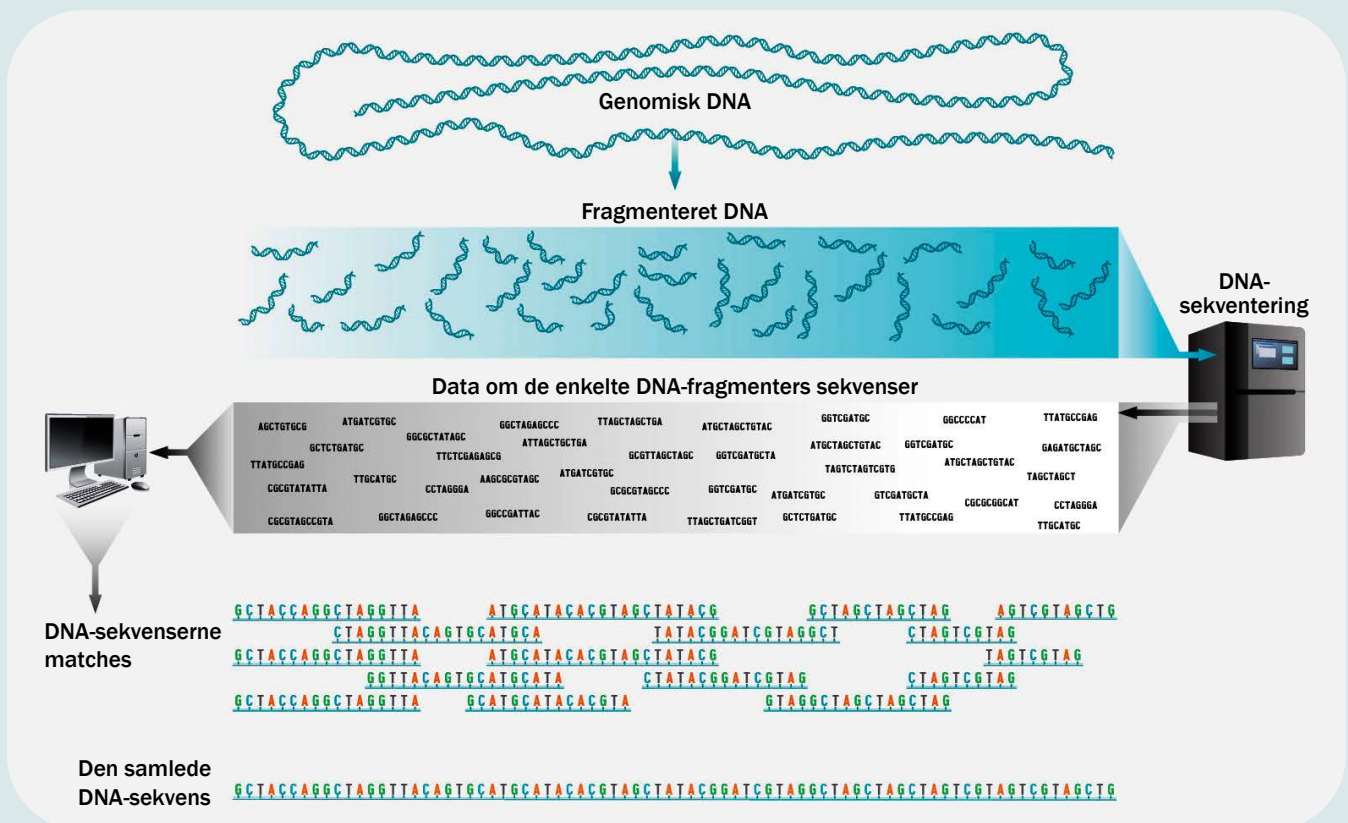 Genomisk DNA
Fragmenteret DNA
DNA-
sekventering
Data om de enkelte DNA-fragmenters sekvenser
AGCTGTGCG
ATGATCGTGC
GGCTAGAGCCC
TTAGCTAGCTGA
ATGCTAGCTGTAC
GGTCGATGC
GGCCCCAT
TTATGCCGAG
GCTCTGATGC
GGCGCTATAGC
ATTAGCTGCTGA
ATGCTAGCTGTAC
GGTCGATGC
GAGATGCTAGC
TTATGCCGAG
TTCTCGAGAGCG
GCGTTAGCTAGC
GGTCGATGCTA
TAGTCTAGTCGTG
ATGCTAGCTGTAC
TTGCATGC
AAGCGCGTAGC
ATGATCGTGC
TAGCTAGCT
CGCGTATATTA
CCTAGGGA
GCGCGTAGCCC
GGTCGATGC
ATGATCGTGC
GTCGATGCTA
CGCGCGGCAT
CCTAGGGA
CGCGTAGCCGTA
GGCTAGAGCCC
GGCCGATTAC
CGCGTATATTA
TTAGCTGATCGGT
GCTCTGATGC
TTATGCCGAG
TTGCATGC
DNA-sekvenserne
matches
GCTACCAGGCTAGGTTA ATGCATACACGTAGCTATACG GCTAGCTAGCTAG AGTCGTAGCTG
CTAGGTTACAGTGCATGCA TATACGGATCGTAGGCT CTAGTCGTAG
GCTACCAGGCTAGGTTA ATGCATACACGTAGCTATACG TAGTCGTAG
GGTTACAGTGCATGCATA CTATACGGATCGTAG CTAGTCGTAG
GCTACCAGGCTAGGTTA GCATGCATACACGTA GTAGGCTAGCTAGCTAG
Den samlede
DNA-sekvens
GCTACCAGGCTAGGTTACAGTGCATGCATACACGTAGCTATACGGATCGTAGGCTAGCTAGCTAGTCGTAGTCGTAGCTG